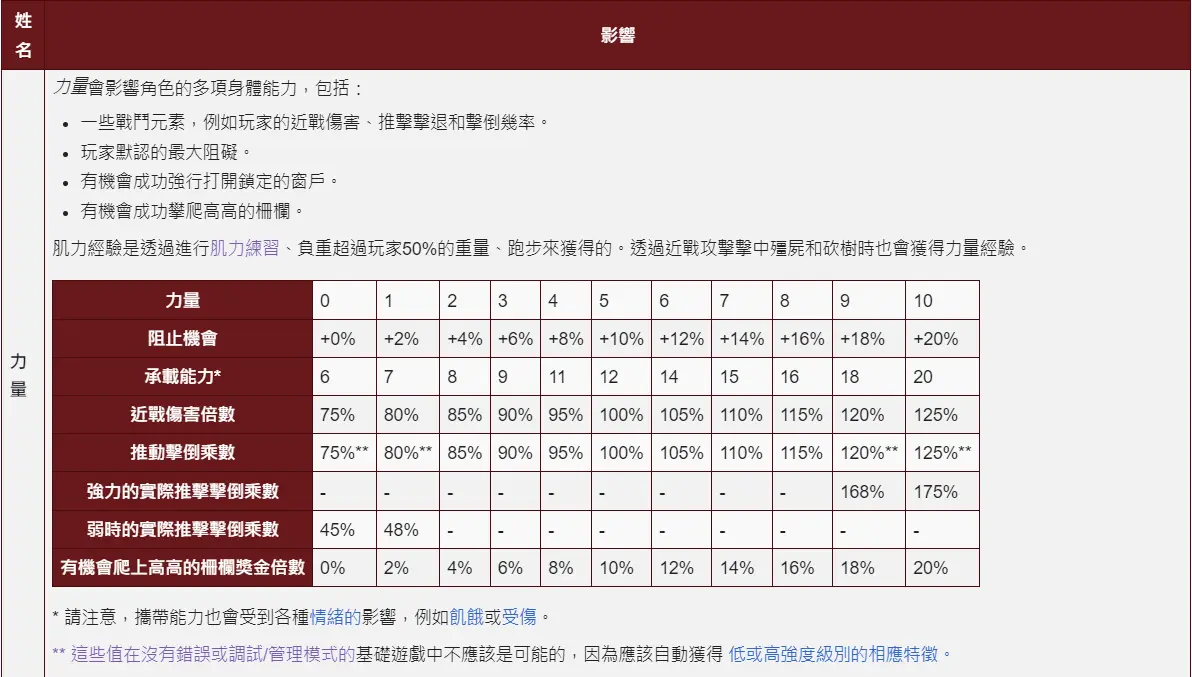 姓名 影響
力量
力量會影響角色的多項身體能力，包括：
• 一些戰鬥元素，例如玩家的近戰傷害、推擊擊退和擊倒幾率。
• 玩家默認的最大阻礙。
• 有機會成功強行打開鎖定的窗戶。
• 有機會成功攀爬高高的柵欄。
肌力經驗是透過進行肌力練習、負重超過玩家50%的重量、跑步來獲得的。透過近戰攻擊擊中殭屍和砍樹時也會獲得力量經驗。
力量 0 1 2 3 4 5 6 7 8 9 10
阻止機會 +0% +2% +4% +6% +8% +10% +12% +14% +16% +18% +20%
承載能力* 6 7 8 9 11 12 14 15 16 18 20
近戰傷害倍數 75% 80% 85% 90% 95% 100% 105% 110% 115% 120% 125%
推動擊倒乘數 75%** 80%** 85% 90% 95% 100% 105% 110% 115% 120%** 125%**
強力的實際推擊擊倒乘數 - - - - - - - - - 168% 175%
弱時的實際推擊擊倒乘數 45% 48% - - - - - - - - -
有機會爬上高高的柵欄獎金倍數 0% 2% 4% 6% 8% 10% 12% 14% 16% 18% 20%
* 請注意，攜帶能力也會受到各種情緒的影響，例如飢餓或受傷。
** 這些值在沒有錯誤或調試/管理模式的基礎遊戲中不應該是可能的，因為應該自動獲得 低或高強度級別的相應特徵。